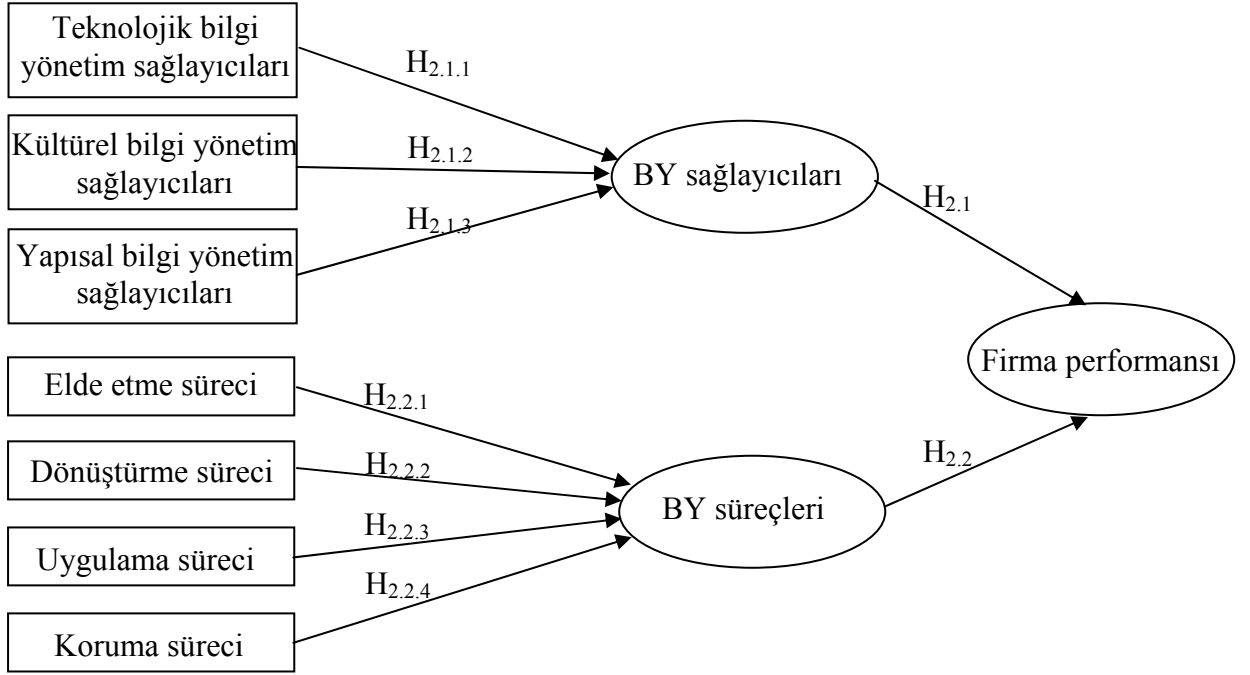 Teknolojik bilgi
yönetim sağlayıcıları
H2.1.1
Kültürel bilgi yönetim
sağlayıcıları
H2.1.2
Yapısal bilgi yönetim
sağlayıcıları
H2.1.3
BY sağlayıcıları
H2.1
Firma performansı
Elde etme süreci
H2.2.1
Dönüştürme süreci
H2.2.2
Uygulama süreci
H2.2.3
Koruma süreci
H2.2.4
BY süreçleri
H2.2